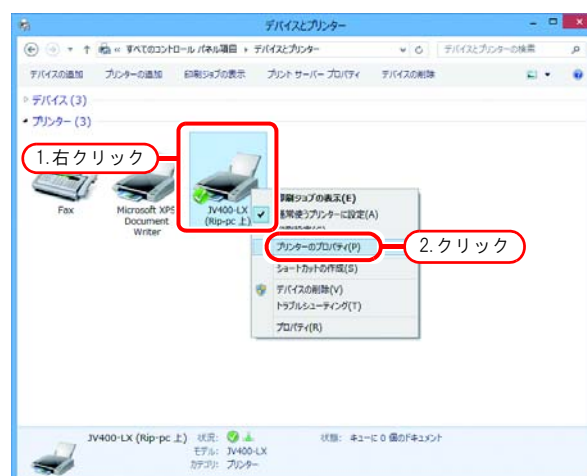 デバイスとプリンター
すべてのコントロール パネル項目 ▸ デバイスとプリンター
デバイスとプリンターの検索
デバイスの追加 プリンターの追加 印刷ジョブの表示 プリント サーバー プロパティ デバイスの削除
デバイス (3)
プリンター (3)
1.右クリック
Fax
Microsoft XPS
Document
Writer
JV400-LX
(Rip-pc 上)
印刷ジョブの表示(E)
通常使うプリンターに設定(A)
プリンターのプロパティ(P)
2.クリック
ショートカットの作成(S)
デバイスの削除(V)
トラブルシューティング(T)
プロパティ(R)
JV400-LX (Rip-pc 上) 状況:
状態: キューに 0 個のドキュメント
モデル: JV400-LX
カテゴリ: プリンター